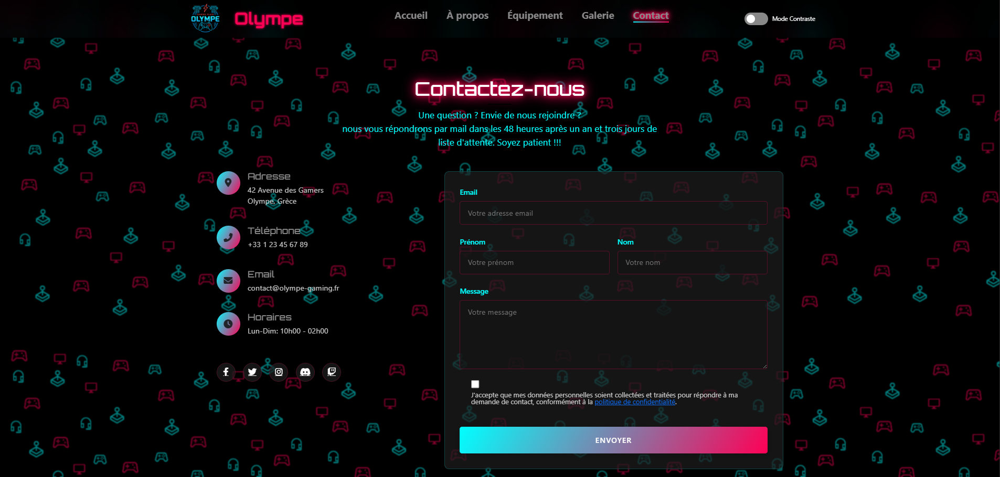 OLYMPE
Olympe
Accueil
À propos
Équipement
Galerie
Contact
Mode Contraste
Contactez-nous
Une question ? Envie de nous rejoindre ?
nous vous répondrons par mail dans les 48 heures après un an et trois jours de
liste d'attente. Soyez patient !!!
Adresse
42 Avenue des Gamers
Olympe, Grèce
Téléphone
+33 1 23 45 67 89
Email
contact@olympe-gaming.fr
Horaires
Lun-Dim: 10h00 - 02h00
Email
Votre adresse email
Prénom
Nom
Votre prénom
Votre nom
Message
Votre message
J'accepte que mes données personnelles soient collectées et traitées pour répondre à ma
demande de contact, conformément à la politique de confidentialité.
ENVOYER